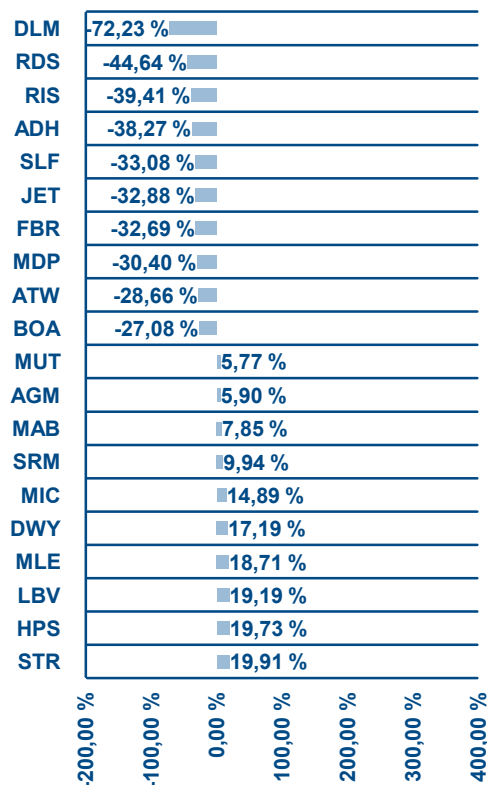 DLM -72,23 %
RDS -44,64 %
RIS -39,41 %
ADH -38,27 %
SLF -33,08 %
JET -32,88 %
FBR -32,69 %
MDP -30,40 %
ATW -28,66 %
BOA -27,08 %
MUT 5,77 %
AGM 5,90 %
MAB 7,85 %
SRM 9,94 %
MIC 14,89 %
DWY 17,19 %
MLE 18,71 %
LBV 19,19 %
HPS 19,73 %
STR 19,91 %
-200,00 %
-100,00 %
0,00 %
100,00 %
200,00 %
300,00 %
400,00 %